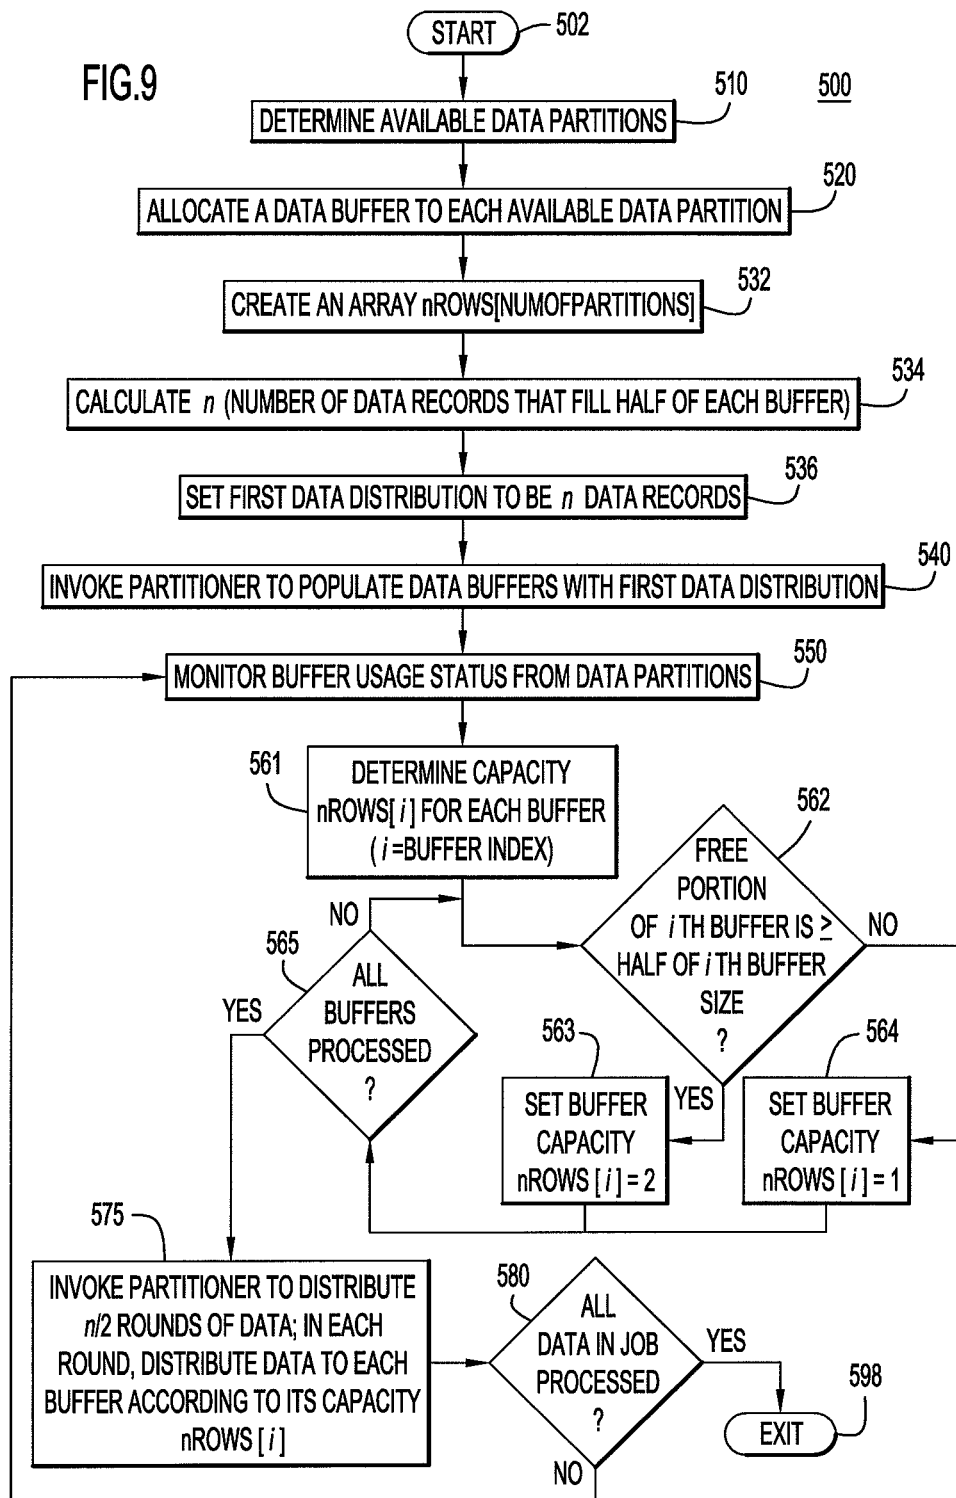 START
502
FIG.9
500
510
DETERMINE AVAILABLE DATA PARTITIONS
520
ALLOCATE A DATA BUFFER TO EACH AVAILABLE DATA PARTITION
532
CREATE AN ARRAY nROWS[NUMOFPARTITIONS]
534
CALCULATE n (NUMBER OF DATA RECORDS THAT FILL HALF OF EACH BUFFER)
536
SET FIRST DATA DISTRIBUTION TO BE n DATA RECORDS
540
INVOKE PARTITIONER TO POPULATE DATA BUFFERS WITH FIRST DATA DISTRIBUTION
550
MONITOR BUFFER USAGE STATUS FROM DATA PARTITIONS
561
DETERMINE CAPACITY
nROWS[ i ] FOR EACH BUFFER
( i =BUFFER INDEX)
562
FREE
PORTION
OF i TH BUFFER IS ≥
HALF OF i TH BUFFER
SIZE
?
NO
YES
NO
565
ALL
BUFFERS
PROCESSED
?
YES
563
SET BUFFER
CAPACITY
nROWS [ i ] = 2
564
SET BUFFER
CAPACITY
nROWS [ i ] = 1
575
INVOKE PARTITIONER TO DISTRIBUTE
n/2 ROUNDS OF DATA; IN EACH
ROUND, DISTRIBUTE DATA TO EACH
BUFFER ACCORDING TO ITS CAPACITY
nROWS [ i ]
580
ALL
DATA IN JOB
PROCESSED
?
YES
598
EXIT
NO